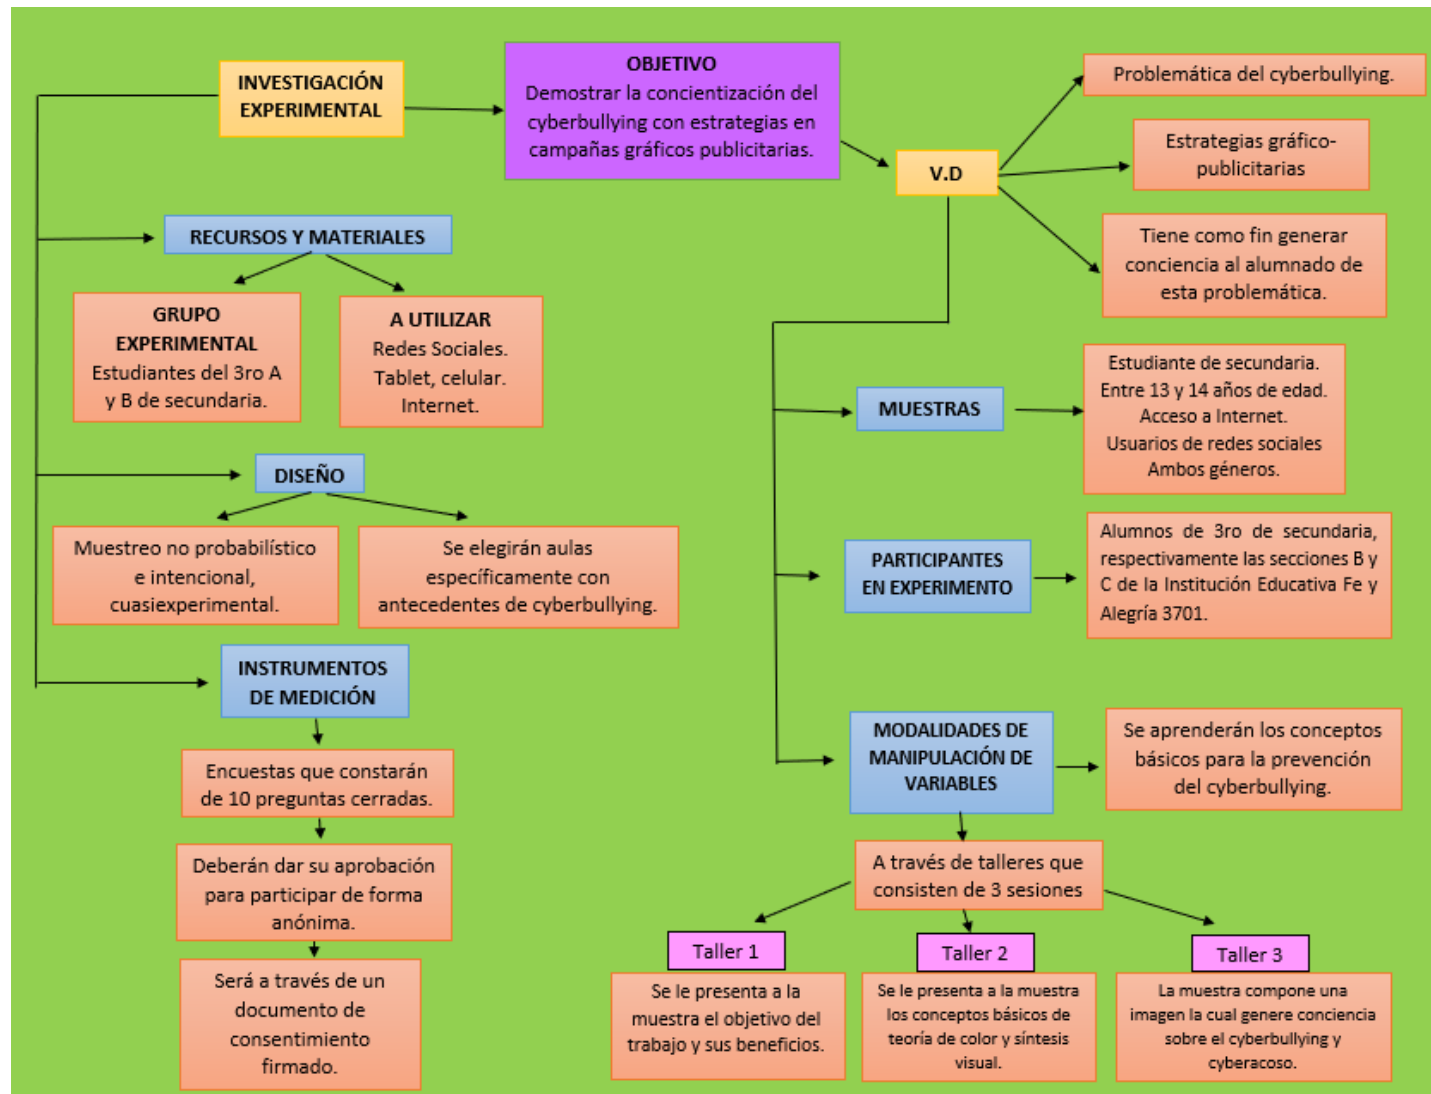 INVESTIGACIÓN
EXPERIMENTAL
OBJETIVO
Demostrar la concientización del
cyberbullying con estrategias en
campañas gráficos publicitarias.
V.D
Problemática del cyberbullying.
Estrategias gráfico-
publicitarias
Tiene como fin generar
conciencia al alumnado de
esta problemática.
RECURSOS Y MATERIALES
GRUPO
EXPERIMENTAL
Estudiantes del 3ro A
y B de secundaria.
A UTILIZAR
Redes Sociales.
Tablet, celular.
Internet.
DISEÑO
Muestreo no probabilístico
e intencional,
cuasiexperimental.
Se elegirán aulas
específicamente con
antecedentes de cyberbullying.
INSTRUMENTOS
DE MEDICIÓN
Encuestas que constarán
de 10 preguntas cerradas.
Deberán dar su aprobación
para participar de forma
anónima.
Será a través de un
documento de
consentimiento
firmado.
MUESTRAS
Estudiante de secundaria.
Entre 13 y 14 años de edad.
Acceso a Internet.
Usuarios de redes sociales
Ambos géneros.
PARTICIPANTES
EN EXPERIMENTO
Alumnos de 3ro de secundaria,
respectivamente las secciones B y
C de la Institución Educativa Fe y
Alegría 3701.
MODALIDADES DE
MANIPULACIÓN DE
VARIABLES
Se aprenderán los conceptos
básicos para la prevención
del cyberbullying.
A través de talleres que
consisten de 3 sesiones
Taller 1
Se le presenta a la
muestra el objetivo del
trabajo y sus beneficios.
Taller 2
Se le presenta a la muestra
los conceptos básicos de
teoría de color y síntesis
visual.
Taller 3
La muestra compone una
imagen la cual genere conciencia
sobre el cyberbullying y
cyberacoso.